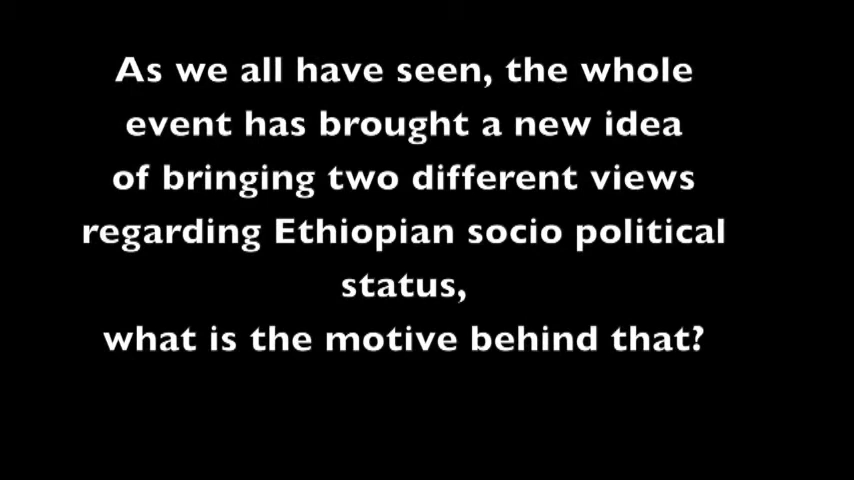 As we all have seen, the whole
event has brought a new idea
of bringing two different views
regarding Ethiopian socio political
status,
what is the motive behind that?